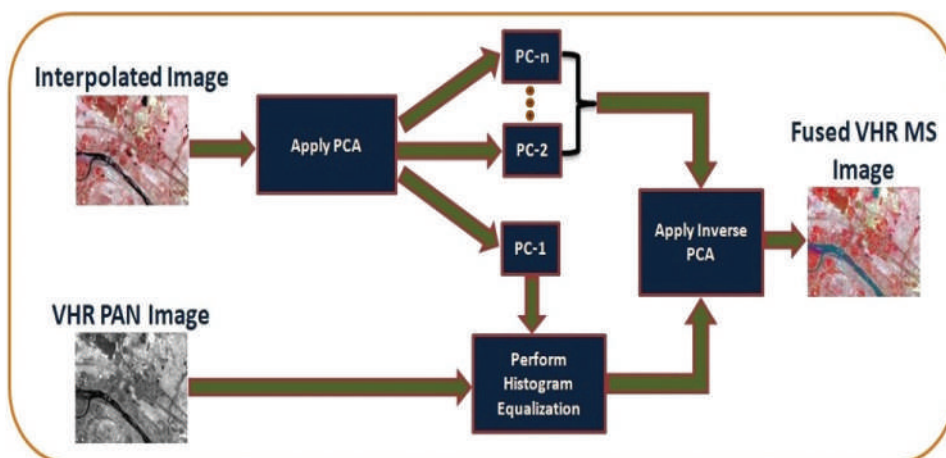 Interpolated Image
Apply PCA
PC-n
PC-2
PC-1
VHR PAN Image
Perform
Histogram
Equalization
Apply Inverse
PCA
Fused VHR MS
Image